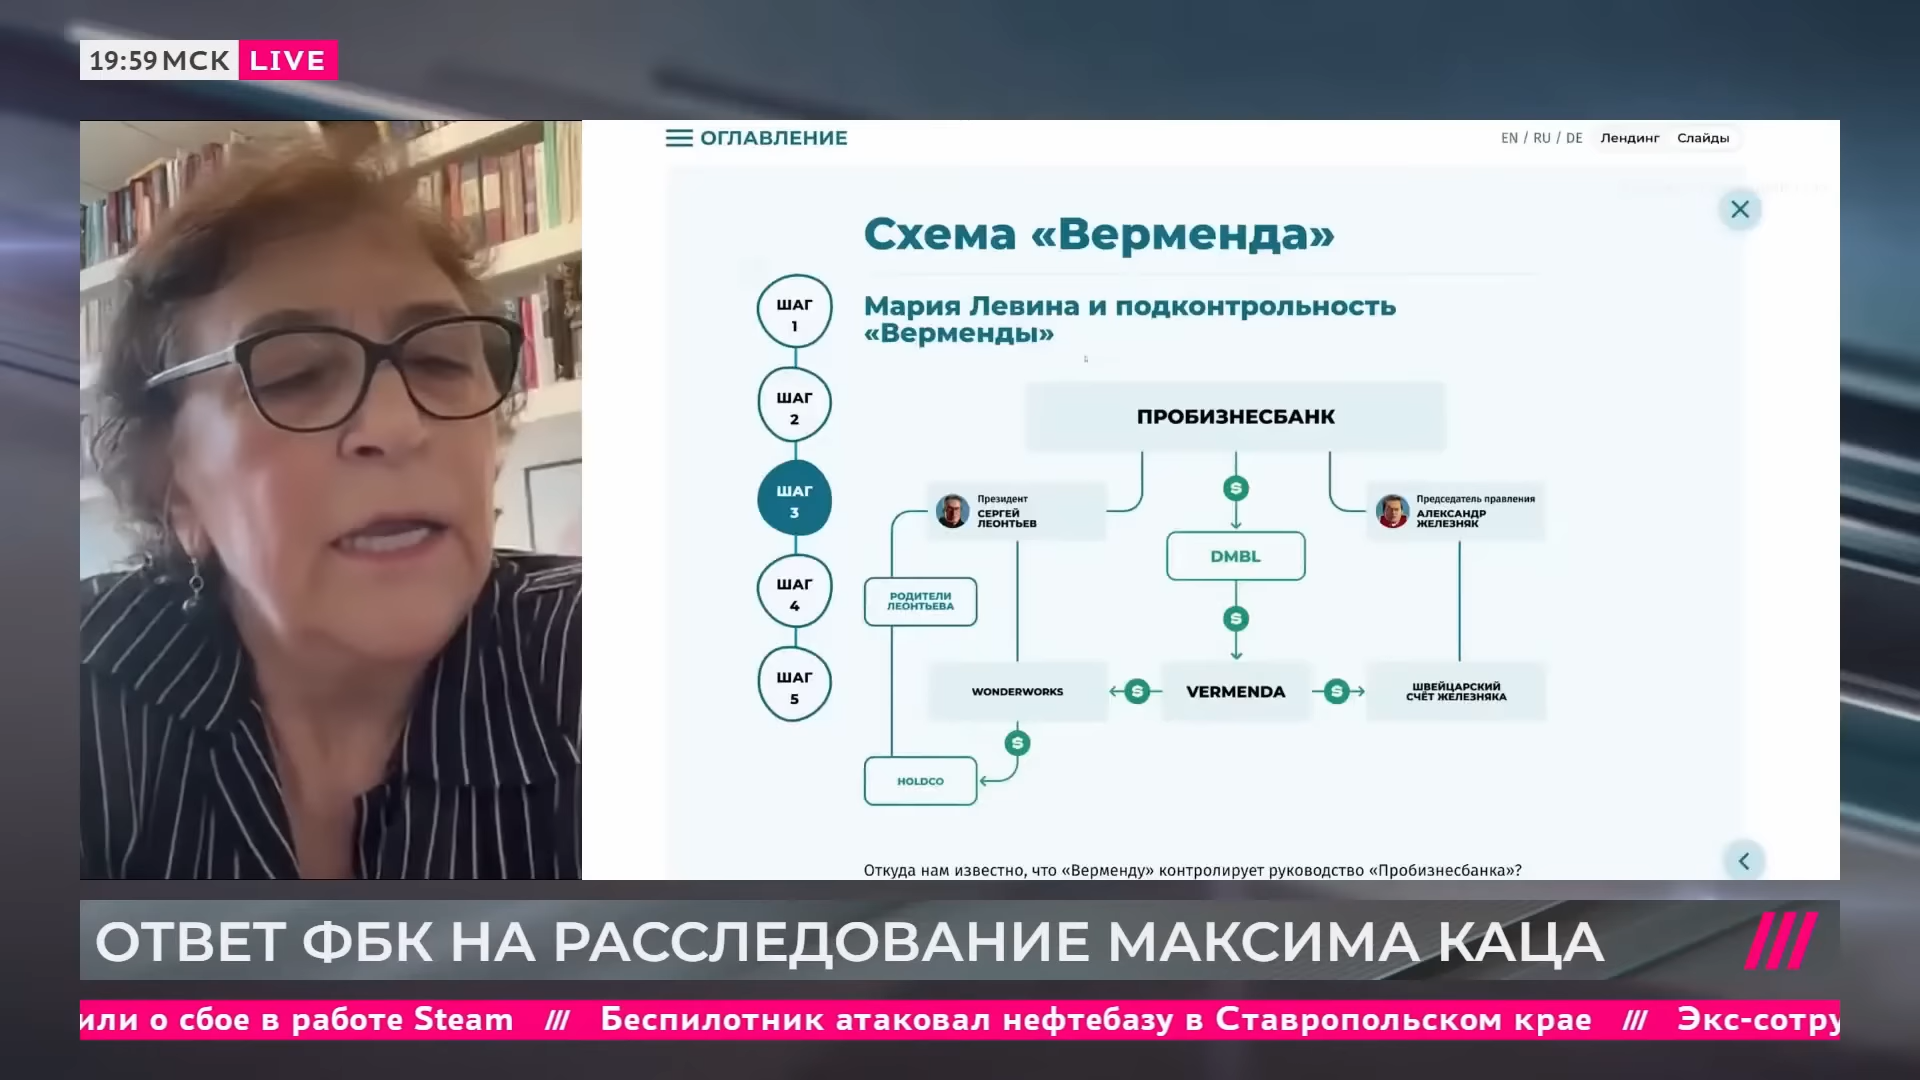 19:59 МСК LIVE
ОГЛАВЛЕНИЕ
EN / RU / DE Лендинг Слайды
Схема «Верменда»
Мария Левина и подконтрольность
«Верменды»
ШАГ
1
ШАГ
2
ШАГ
3
ШАГ
4
ШАГ
5
ПРОБИЗНЕСБАНК
Президент
СЕРГЕЙ
ЛЕОНТЬЕВ
$
Председатель правления
АЛЕКСАНДР
ЖЕЛЕЗНЯК
DMBL
РОДИТЕЛИ
ЛЕОНТЬЕВА
$
WONDERWORKS
$
VERMENDA
$
ШВЕЙЦАРСКИЙ
СЧЁТ ЖЕЛЕЗНЯКА
$
HOLDCO
Откуда нам известно, что «Верменду» контролирует руководство «Пробизнесбанка»?
ОТВЕТ ФБК НА РАССЛЕДОВАНИЕ МАКСИМА КАЦА
или о сбое в работе Steam /// Беспилотник атаковал нефтебазу в Ставропольском крае /// Экс-сотру